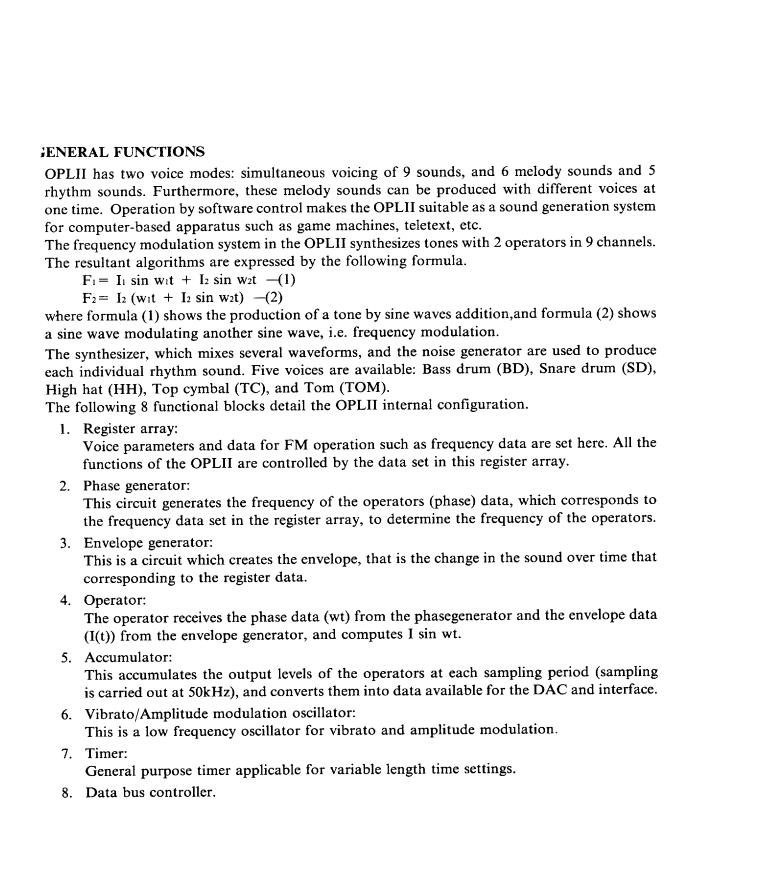 ;ENERAL FUNCTIONS
OPLII has two voice modes: simultaneous voicing of 9 sounds, and 6 melody sounds and 5
rhythm sounds. Furthermore, these melody sounds can be produced with different voices at
one time. Operation by software control makes the OPLII suitable as a sound generation system
for computer-based apparatus such as game machines, teletext, etc.
The frequency modulation system in the OPLII synthesizes tones with 2 operators in 9 channels.
The resultant algorithms are expressed by the following formula.
F1= I1 sin w1t + I2 sin w2t —(1)
F2= I2 (w1t + I2 sin w2t) —(2)
where formula (1) shows the production of a tone by sine waves addition,and formula (2) shows
a sine wave modulating another sine wave, i.e. frequency modulation.
The synthesizer, which mixes several waveforms, and the noise generator are used to produce
each individual rhythm sound. Five voices are available: Bass drum (BD), Snare drum (SD),
High hat (HH), Top cymbal (TC), and Tom (TOM).
The following 8 functional blocks detail the OPLII internal configuration.
1. Register array:
Voice parameters and data for FM operation such as frequency data are set here. All the
functions of the OPLII are controlled by the data set in this register array.
2. Phase generator:
This circuit generates the frequency of the operators (phase) data, which corresponds to
the frequency data set in the register array, to determine the frequency of the operators.
3. Envelope generator:
This is a circuit which creates the envelope, that is the change in the sound over time that
corresponding to the register data.
4. Operator:
The operator receives the phase data (wt) from the phasegenerator and the envelope data
(I(t)) from the envelope generator, and computes I sin wt.
5. Accumulator:
This accumulates the output levels of the operators at each sampling period (sampling
is carried out at 50kHz), and converts them into data available for the DAC and interface.
6. Vibrato/Amplitude modulation oscillator:
This is a low frequency oscillator for vibrato and amplitude modulation.
7. Timer:
General purpose timer applicable for variable length time settings.
8. Data bus controller.